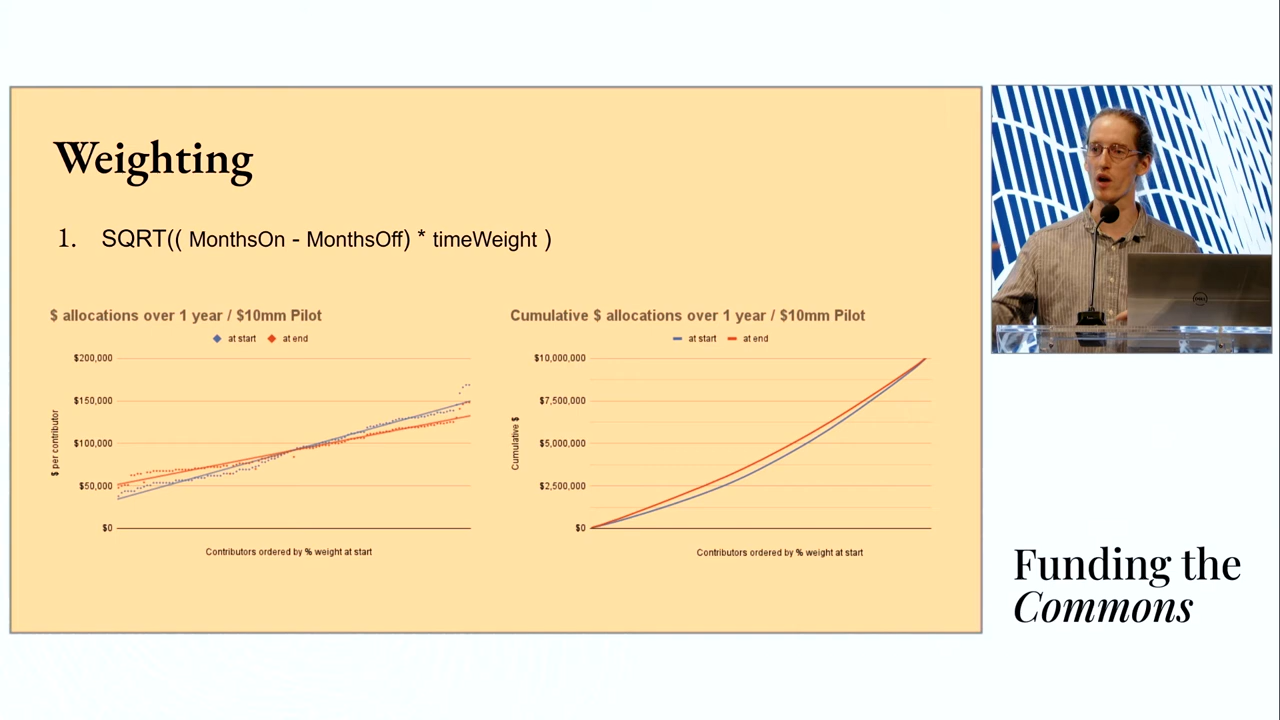 Weighting
1. SQRT(( MonthsOn - MonthsOff) * timeWeight )
$ allocations over 1 year / $10mm Pilot
at start at end
$200,000
$150,000
$100,000
$50,000
$0
$ per contributor
Contributors ordered by % weight at start
Cumulative $ allocations over 1 year / $10mm Pilot
at start at end
$10,000,000
$7,500,000
$5,000,000
$2,500,000
$0
Cumulative $
Contributors ordered by % weight at start
DELL
Funding the
Commons